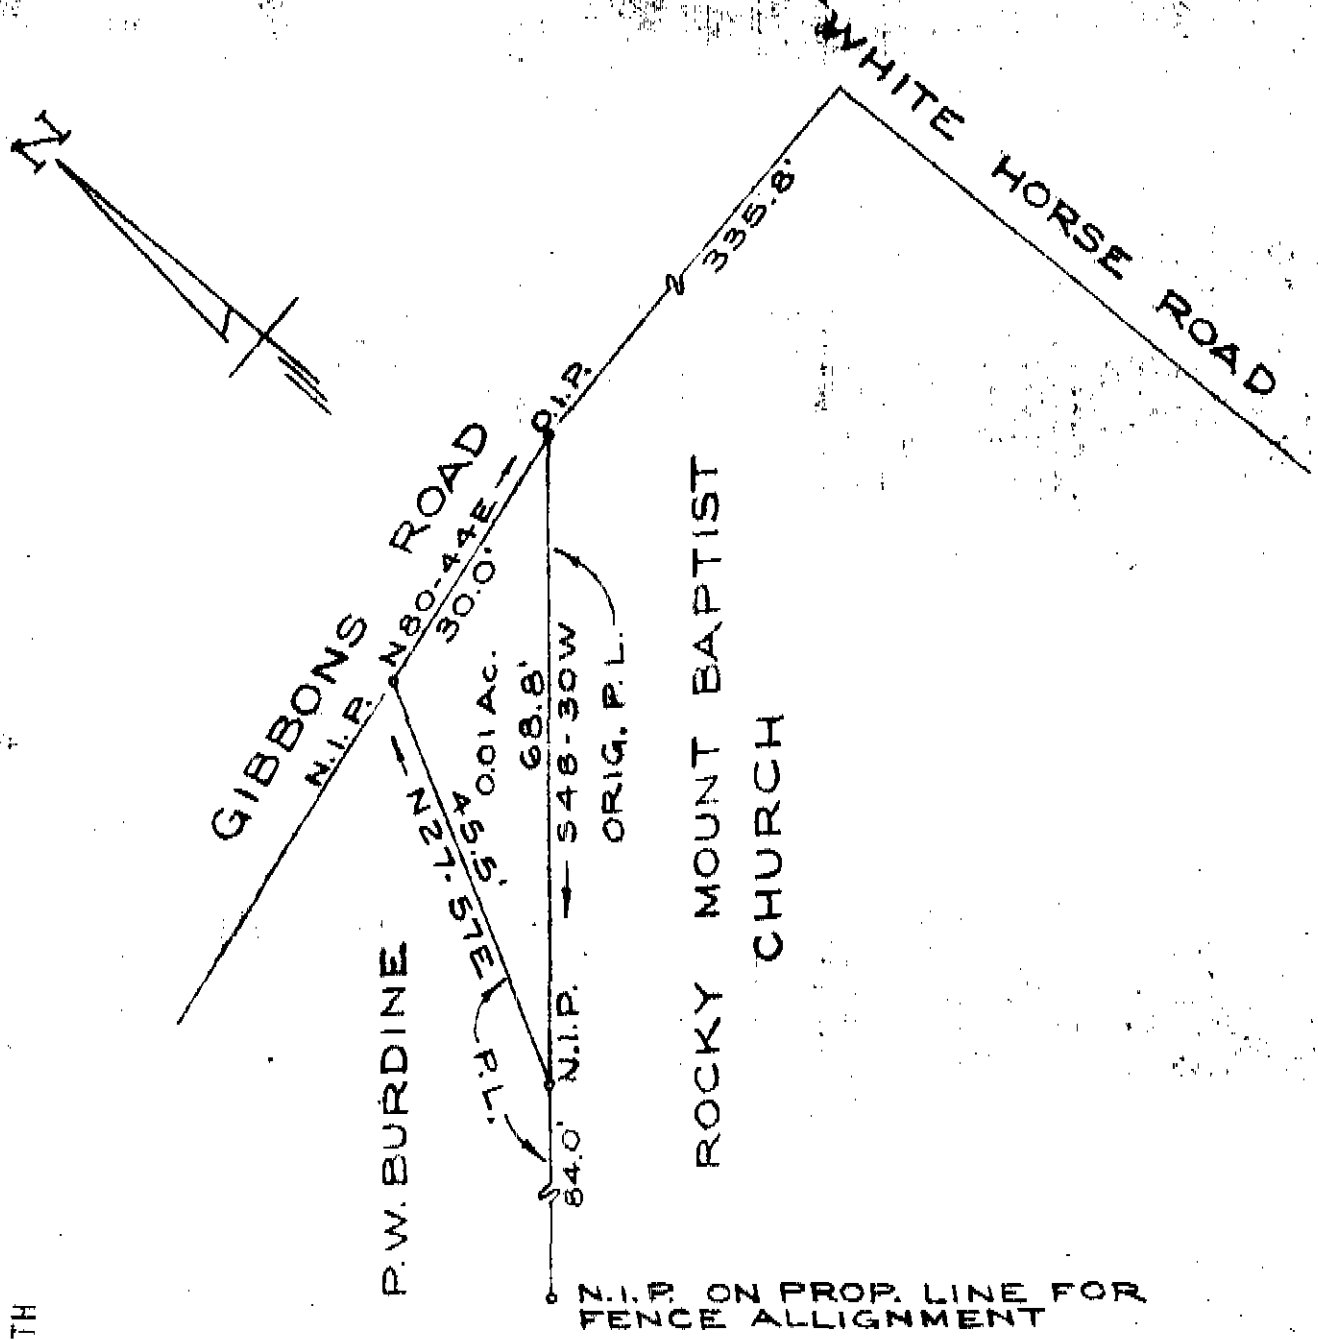 N
WHITE HORSE ROAD
335.8'
O.I.P.
GIBBONS ROAD
N80-44E
30.0'
N.I.P.
0.01 Ac.
68.8'
S48-30W
ORIG. P.L.
45.5'
N27-57E
P.L.
P.W. BURDINE
N.I.P.
84.0'
ROCKY MOUNT BAPTIST
CHURCH
N.I.P. ON PROP. LINE FOR
FENCE ALLIGNMENT
TH